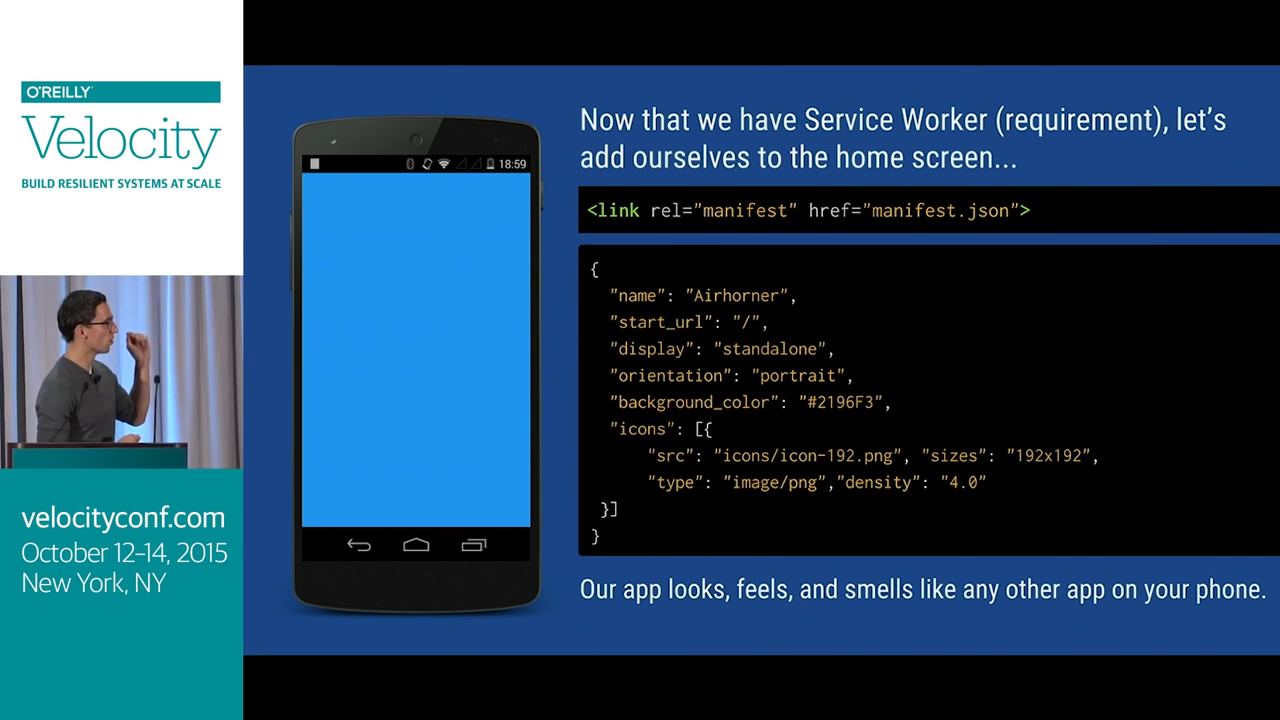 O'REILLY
Velocity
BUILD RESILIENT SYSTEMS AT SCALE
velocityconf.com
October 12–14, 2015
New York, NY
18:59
Now that we have Service Worker (requirement), let's
add ourselves to the home screen...
<link rel="manifest" href="manifest.json">
{
"name": "Airhorner",
"start_url": "/",
"display": "standalone",
"orientation": "portrait",
"background_color": "#2196F3",
"icons": [{
"src": "icons/icon-192.png", "sizes": "192x192",
"type": "image/png","density": "4.0"
}]
}
Our app looks, feels, and smells like any other app on your phone.